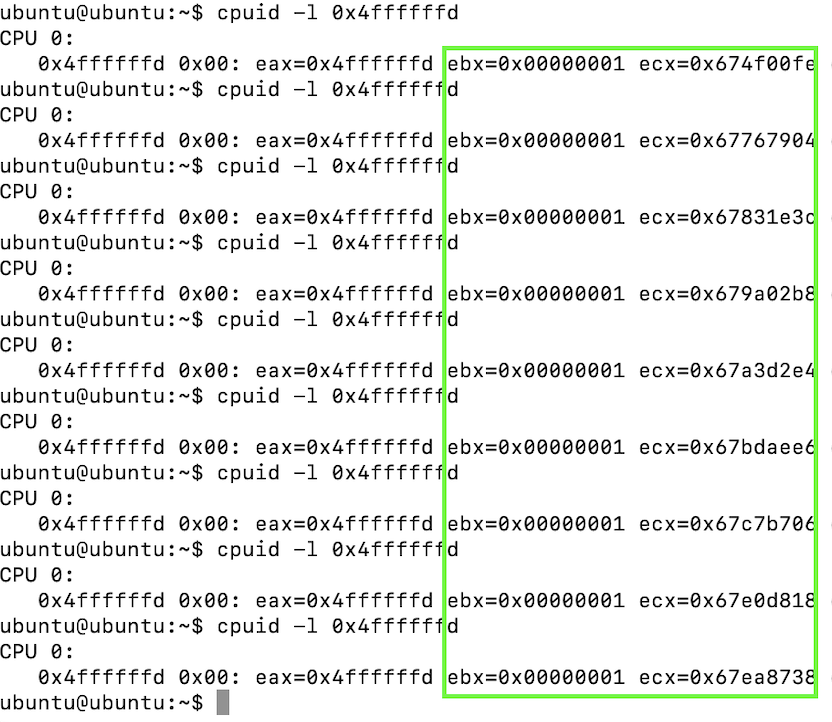 ubuntu@ubuntu:~$ cpuid -l 0x4ffffffd
CPU 0:
   0x4ffffffd 0x00: eax=0x4ffffffd ebx=0x00000001 ecx=0x674f00fe
ubuntu@ubuntu:~$ cpuid -l 0x4ffffffd
CPU 0:
   0x4ffffffd 0x00: eax=0x4ffffffd ebx=0x00000001 ecx=0x67767904
ubuntu@ubuntu:~$ cpuid -l 0x4ffffffd
CPU 0:
   0x4ffffffd 0x00: eax=0x4ffffffd ebx=0x00000001 ecx=0x67831e3c
ubuntu@ubuntu:~$ cpuid -l 0x4ffffffd
CPU 0:
   0x4ffffffd 0x00: eax=0x4ffffffd ebx=0x00000001 ecx=0x679a02b8
ubuntu@ubuntu:~$ cpuid -l 0x4ffffffd
CPU 0:
   0x4ffffffd 0x00: eax=0x4ffffffd ebx=0x00000001 ecx=0x67a3d2e4
ubuntu@ubuntu:~$ cpuid -l 0x4ffffffd
CPU 0:
   0x4ffffffd 0x00: eax=0x4ffffffd ebx=0x00000001 ecx=0x67bdaee6
ubuntu@ubuntu:~$ cpuid -l 0x4ffffffd
CPU 0:
   0x4ffffffd 0x00: eax=0x4ffffffd ebx=0x00000001 ecx=0x67c7b706
ubuntu@ubuntu:~$ cpuid -l 0x4ffffffd
CPU 0:
   0x4ffffffd 0x00: eax=0x4ffffffd ebx=0x00000001 ecx=0x67e0d818
ubuntu@ubuntu:~$ cpuid -l 0x4ffffffd
CPU 0:
   0x4ffffffd 0x00: eax=0x4ffffffd ebx=0x00000001 ecx=0x67ea8738
ubuntu@ubuntu:~$